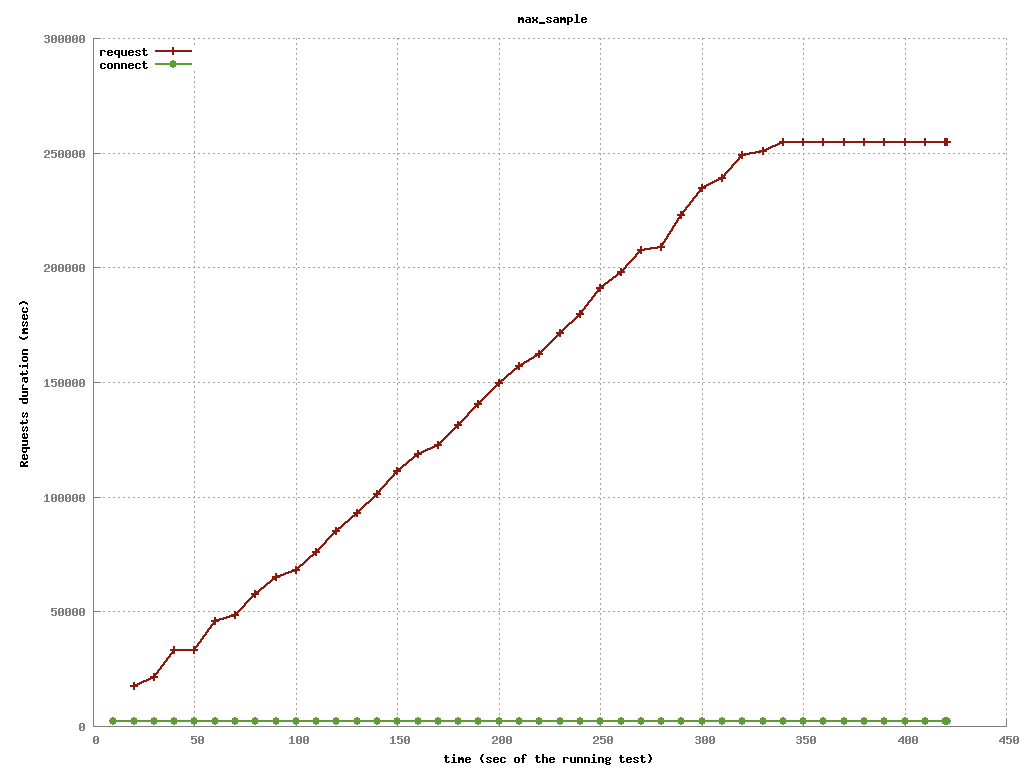 max_sample
300000
request
connect
250000
200000
150000
100000
50000
0
Requests duration (msec)
0 50 100 150 200 250 300 350 400 450
time (sec of the running test)